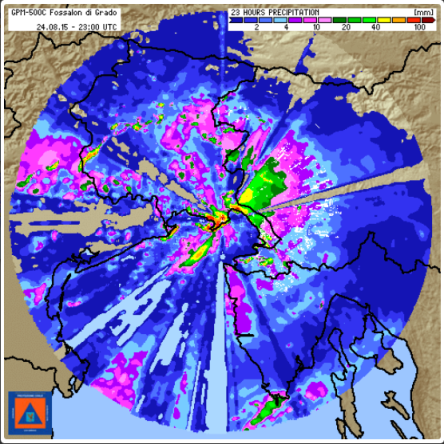 GPM-500C Fossalon di Grado
24.08.15 - 23:00 UTC
23 HOURS PRECIPITATION [mm]
2 4 10 20 40 100